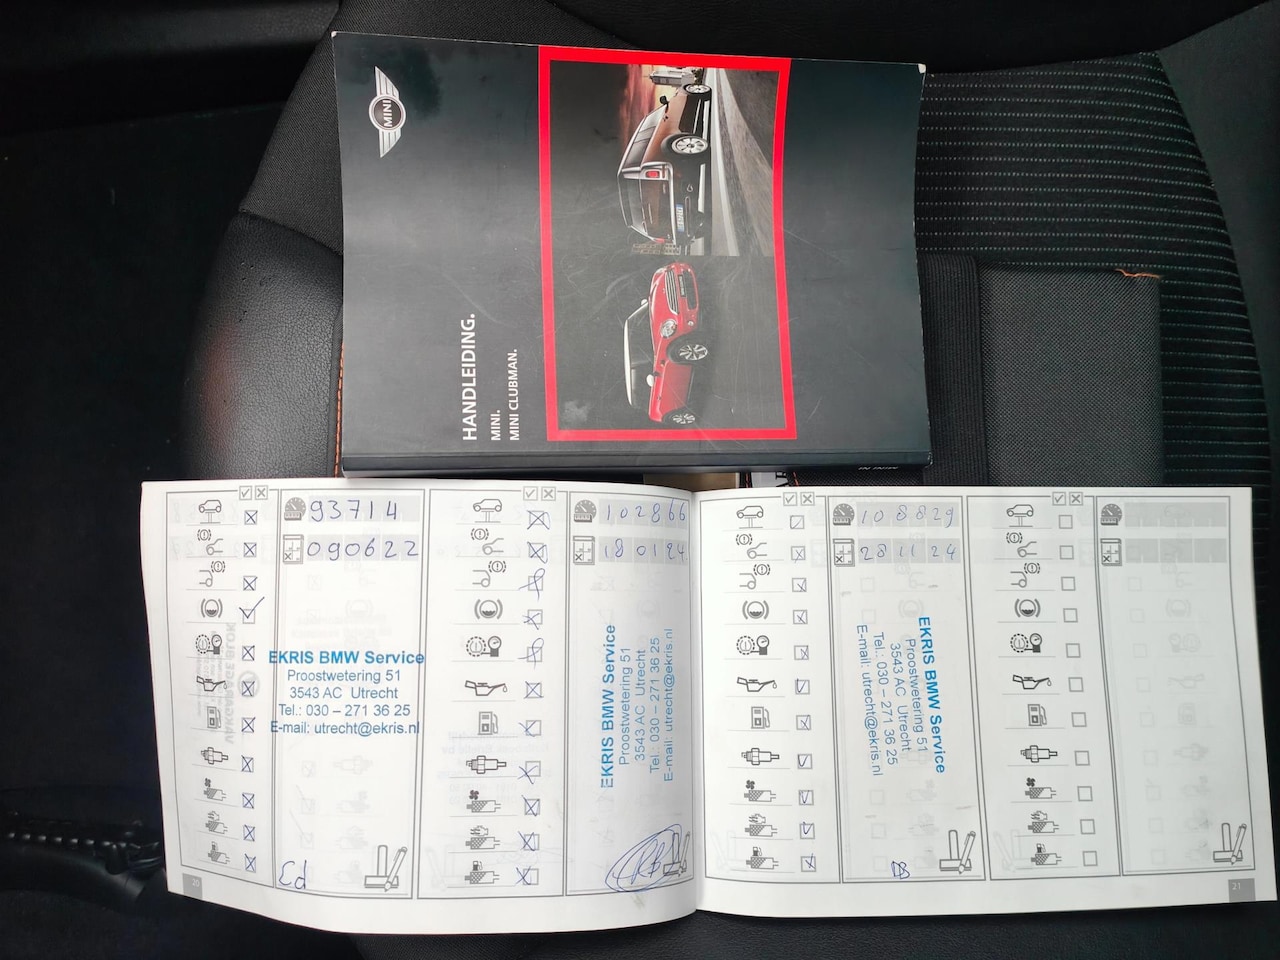 MINI
HANDLEIDING.
MINI.
MINI CLUBMAN.
93714
090622
EKRIS BMW Service
Proostwetering 51
3543 AC Utrecht
Tel.: 030 – 271 36 25
E-mail: utrecht@ekris.nl
20
102866
180124
EKRIS BMW Service
Proostwetering 51
3543 AC Utrecht
Tel.: 030 – 271 36 25
E-mail: utrecht@ekris.nl
108829
281124
EKRIS BMW Service
Proostwetering 51
3543 AC Utrecht
Tel.: 030 – 271 36 25
E-mail: utrecht@ekris.nl
21